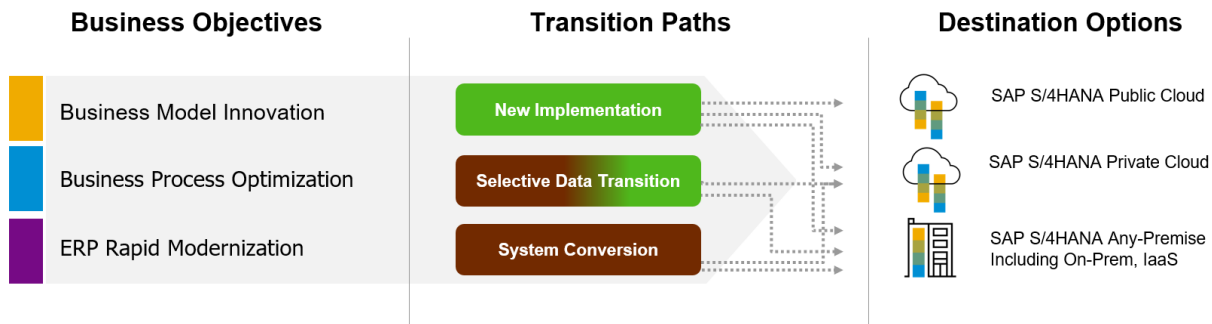 Business Objectives
Transition Paths
Destination Options
Business Model Innovation
New Implementation
SAP S/4HANA Public Cloud
Business Process Optimization
Selective Data Transition
SAP S/4HANA Private Cloud
ERP Rapid Modernization
System Conversion
SAP S/4HANA Any-Premise
Including On-Prem, IaaS